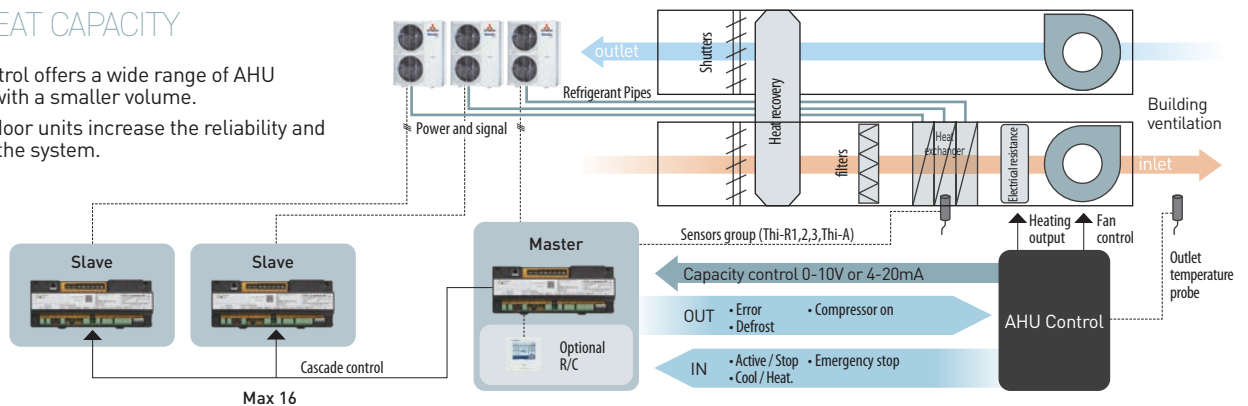 EAT CAPACITY
trol offers a wide range of AHU
with a smaller volume.
door units increase the reliability and
the system.
outlet
Shutters
Heat recovery
Refrigerant Pipes
Power and signal
filters
Heat
exchanger
Electrical resistance
Building
ventilation
inlet
Heating
output
Fan
control
Outlet
temperature
probe
Sensors group (Thi-R1,2,3,Thi-A)
Slave
Slave
Master
Capacity control 0-10V or 4-20mA
OUT
• Error
• Compressor on
• Defrost
AHU Control
IN
• Active / Stop
• Emergency stop
• Cool / Heat.
Optional
R/C
Cascade control
Max 16